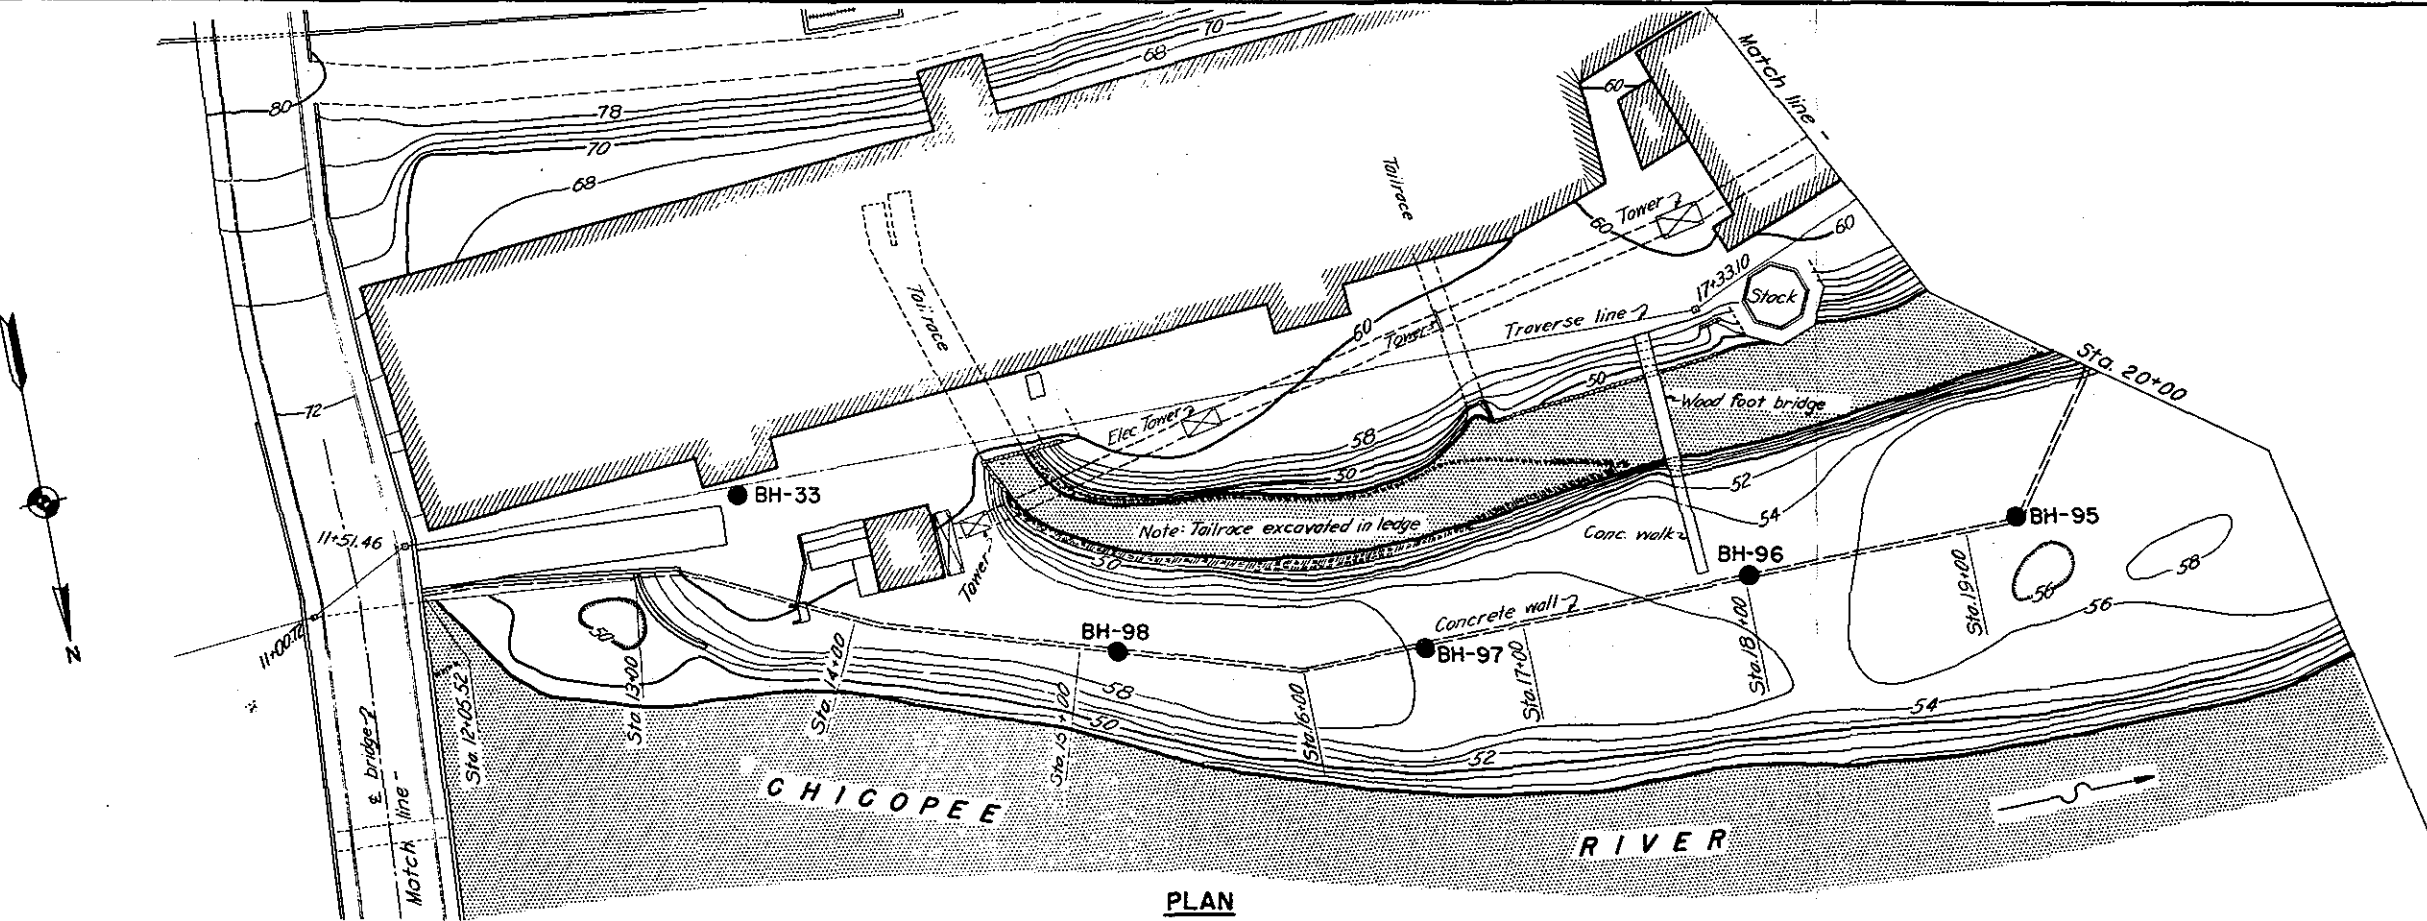 70
68
Match line -
80
78
60
70
68
Tailrace
Tower
60
60
17+33.10
Stack
Tailrace
60
Tower
Traverse line
Sta. 20+00
50
Wood foot bridge
72
Elec Tower
58
50
52
BH-33
54
Note: Tailrace excavated in ledge
BH-95
11+51.46
Conc. walk
BH-96
50
58
Tower
56
56
Concrete wall
50
Sta. 19+00
BH-98
Sta. 18+00
BH-97
11+00.72
Sta. 17+00
Sta. 14+00
Sta. 13+00
58
Sta. 12+05.52
54
50
Sta. 15+00
Sta. 16+00
52
℄ bridge
Match line -
CHICOPEE
RIVER
N
PLAN